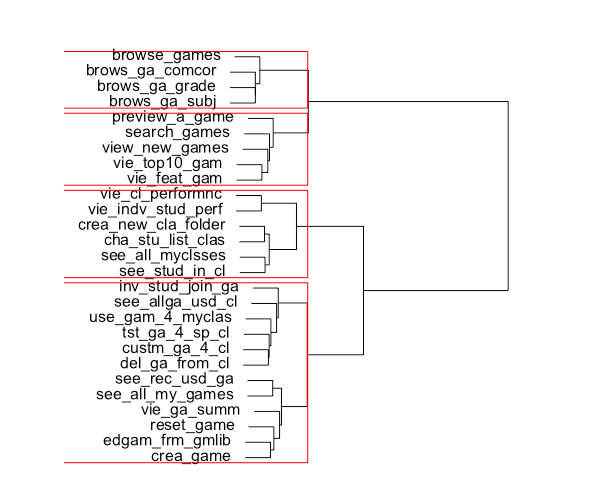 browse_games
brows_ga_comcor
brows_ga_grade
brows_ga_subj
preview_a_game
search_games
view_new_games
vie_top10_gam
vie_feat_gam
vie_cl_performnc
vie_indv_stud_perf
crea_new_cla_folder
cha_stu_list_clas
see_all_myclsses
see_stud_in_cl
inv_stud_join_ga
see_allga_usd_cl
use_gam_4_myclas
tst_ga_4_sp_cl
custm_ga_4_cl
del_ga_from_cl
see_rec_usd_ga
see_all_my_games
vie_ga_summ
reset_game
edgam_frm_gmlib
crea_game